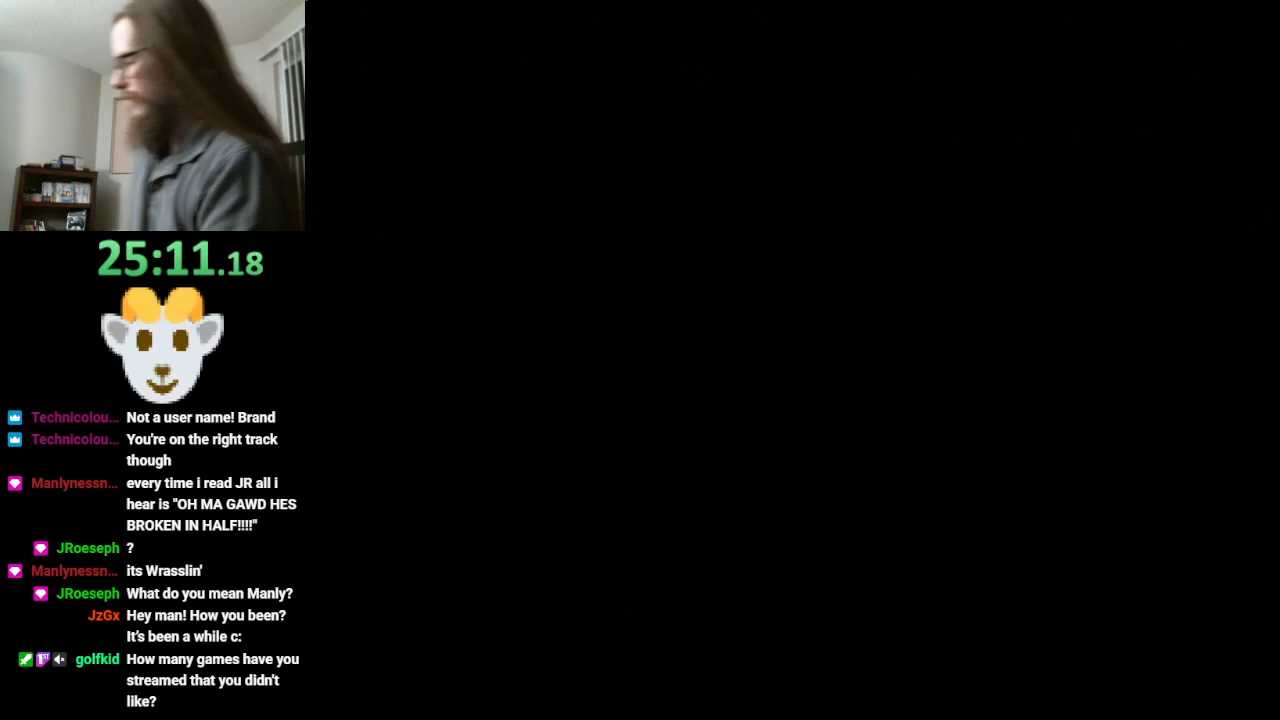 25:11.18
Technicolou... Not a user name! Brand
Technicolou... You're on the right track
though
Manlynessn... every time i read JR all i
hear is "OH MA GAWD HES
BROKEN IN HALF!!!!"
JRoeseph ?
Manlynessn... its Wrasslin'
JRoeseph What do you mean Manly?
JzGx Hey man! How you been?
It's been a while c:
1ST golfkid How many games have you
streamed that you didn't
like?